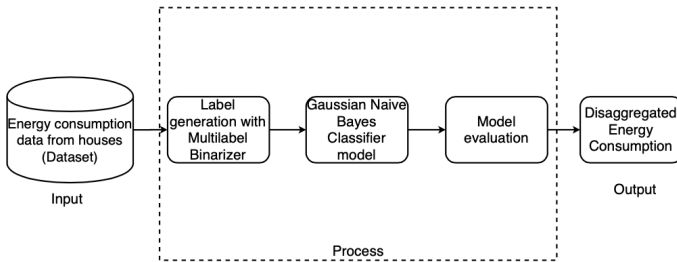 Energy consumption
data from houses
(Dataset)
Input
Label
generation with
Multilabel
Binarizer
Gaussian Naive
Bayes
Classifier
model
Model
evaluation
Process
Disaggregated
Energy
Consumption
Output